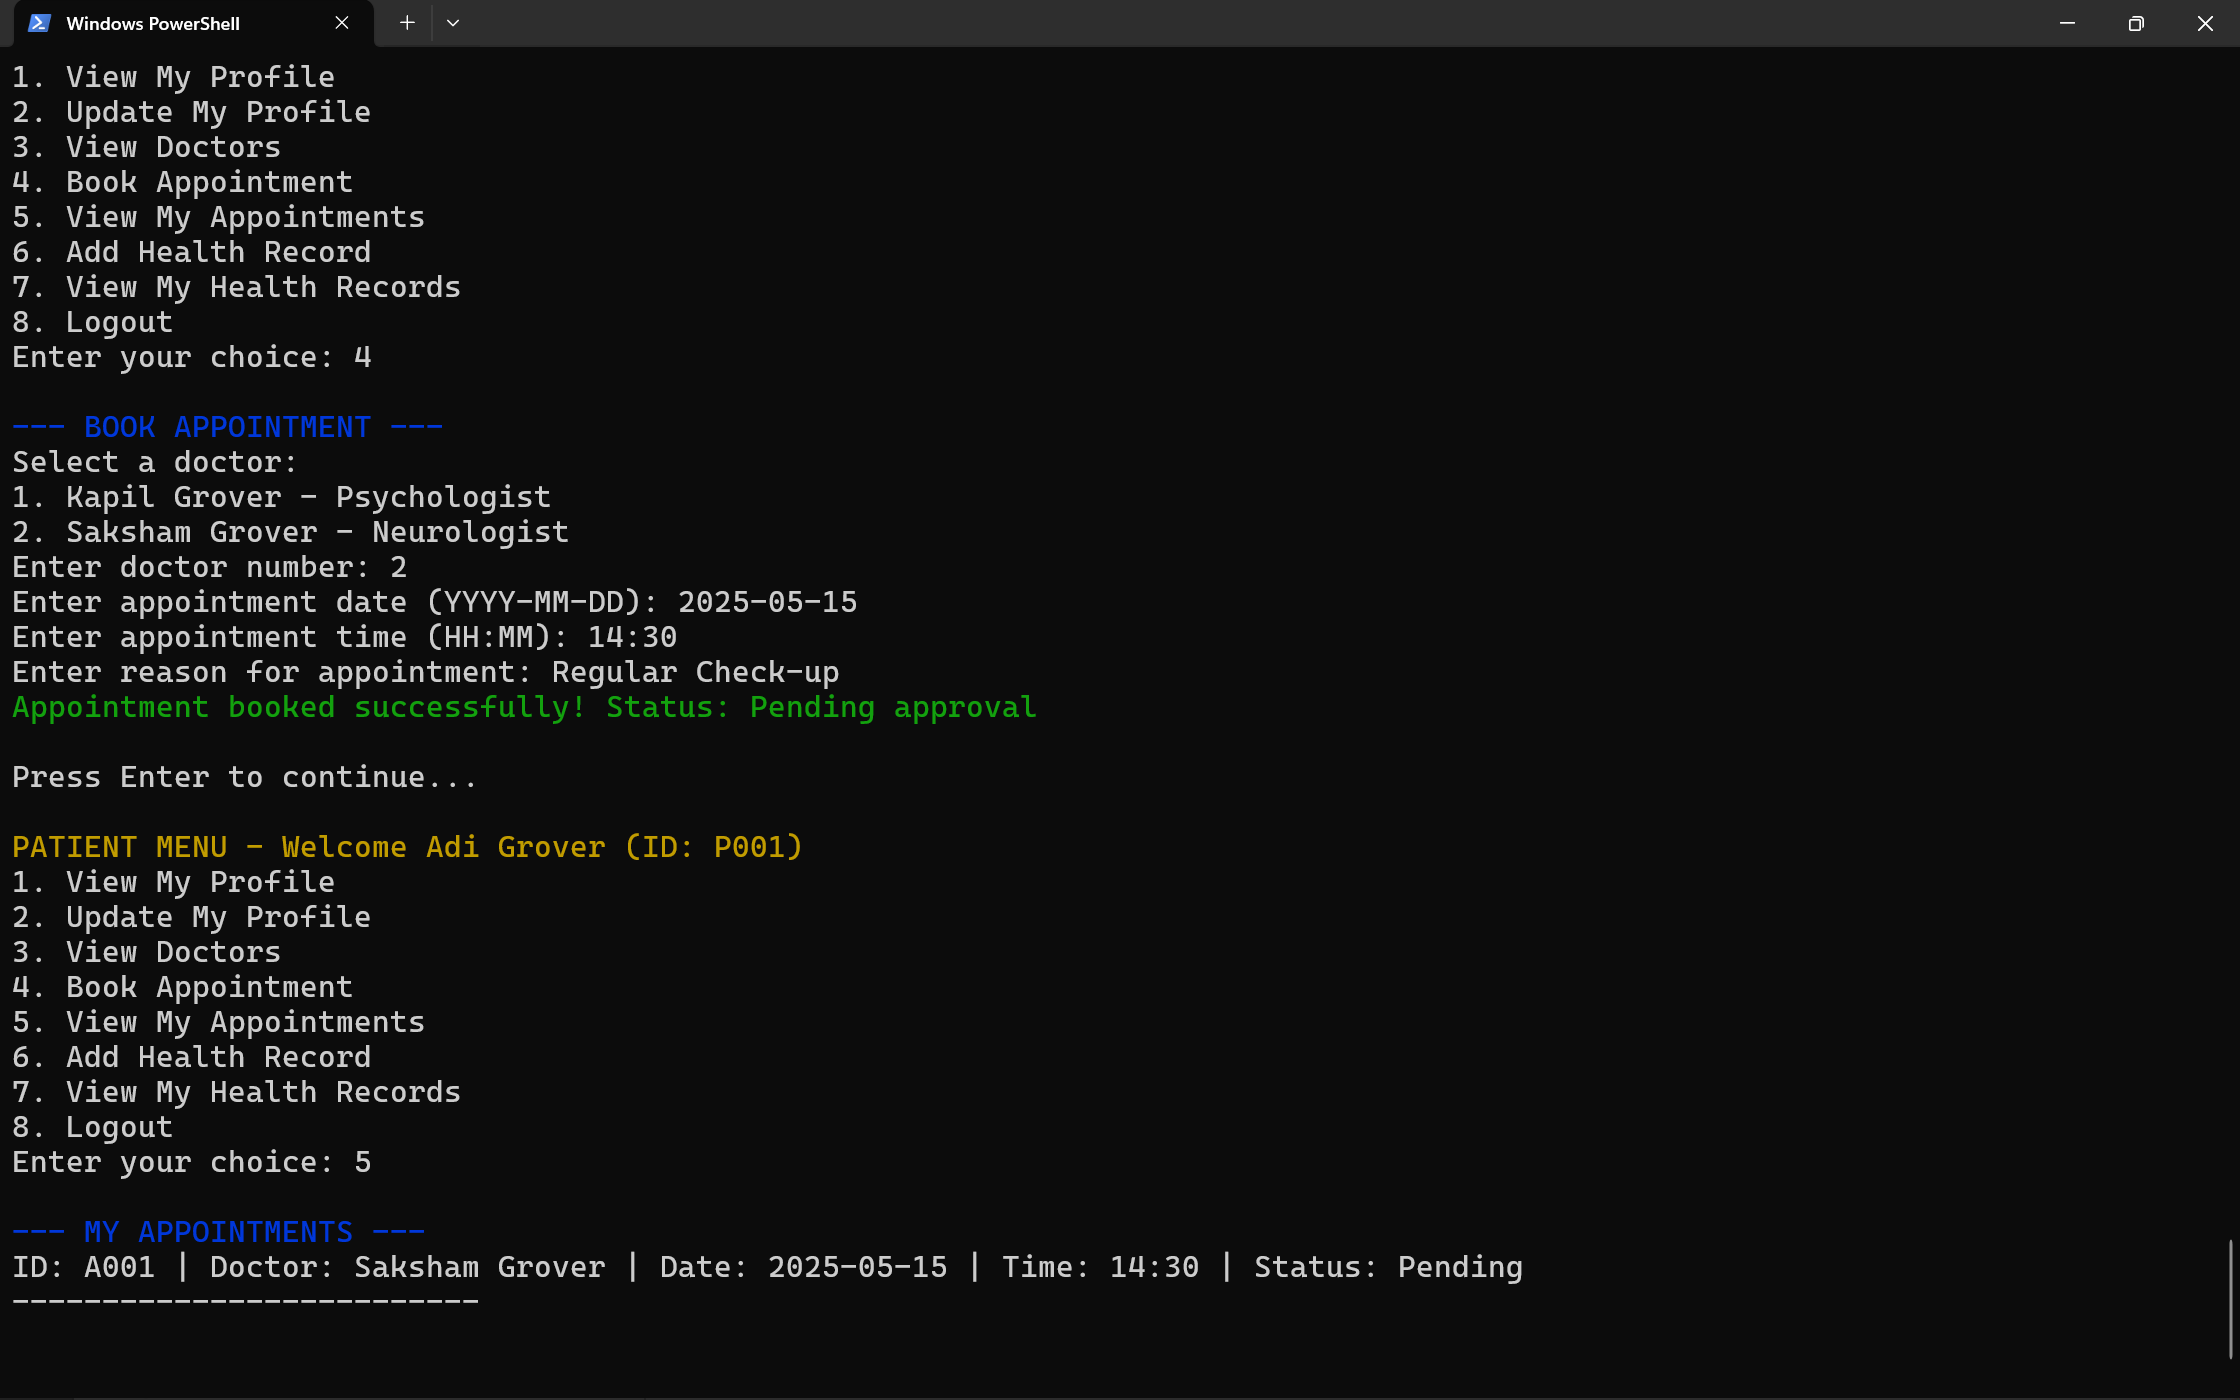 Windows PowerShell
1. View My Profile
2. Update My Profile
3. View Doctors
4. Book Appointment
5. View My Appointments
6. Add Health Record
7. View My Health Records
8. Logout
Enter your choice: 4
--- BOOK APPOINTMENT ---
Select a doctor:
1. Kapil Grover - Psychologist
2. Saksham Grover - Neurologist
Enter doctor number: 2
Enter appointment date (YYYY-MM-DD): 2025-05-15
Enter appointment time (HH:MM): 14:30
Enter reason for appointment: Regular Check-up
Appointment booked successfully! Status: Pending approval
Press Enter to continue...
PATIENT MENU - Welcome Adi Grover (ID: P001)
1. View My Profile
2. Update My Profile
3. View Doctors
4. Book Appointment
5. View My Appointments
6. Add Health Record
7. View My Health Records
8. Logout
Enter your choice: 5
--- MY APPOINTMENTS ---
ID: A001 | Doctor: Saksham Grover | Date: 2025-05-15 | Time: 14:30 | Status: Pending
--------------------------